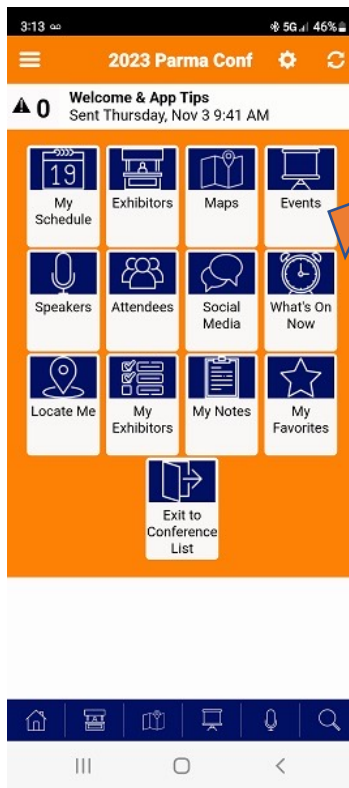 3:13 5G 46%
2023 Parma Conf
0 Welcome & App Tips
Sent Thursday, Nov 3 9:41 AM
19
My Schedule
Exhibitors
Maps
Events
Speakers
Attendees
Social Media
What's On Now
Locate Me
My Exhibitors
My Notes
My Favorites
Exit to Conference List